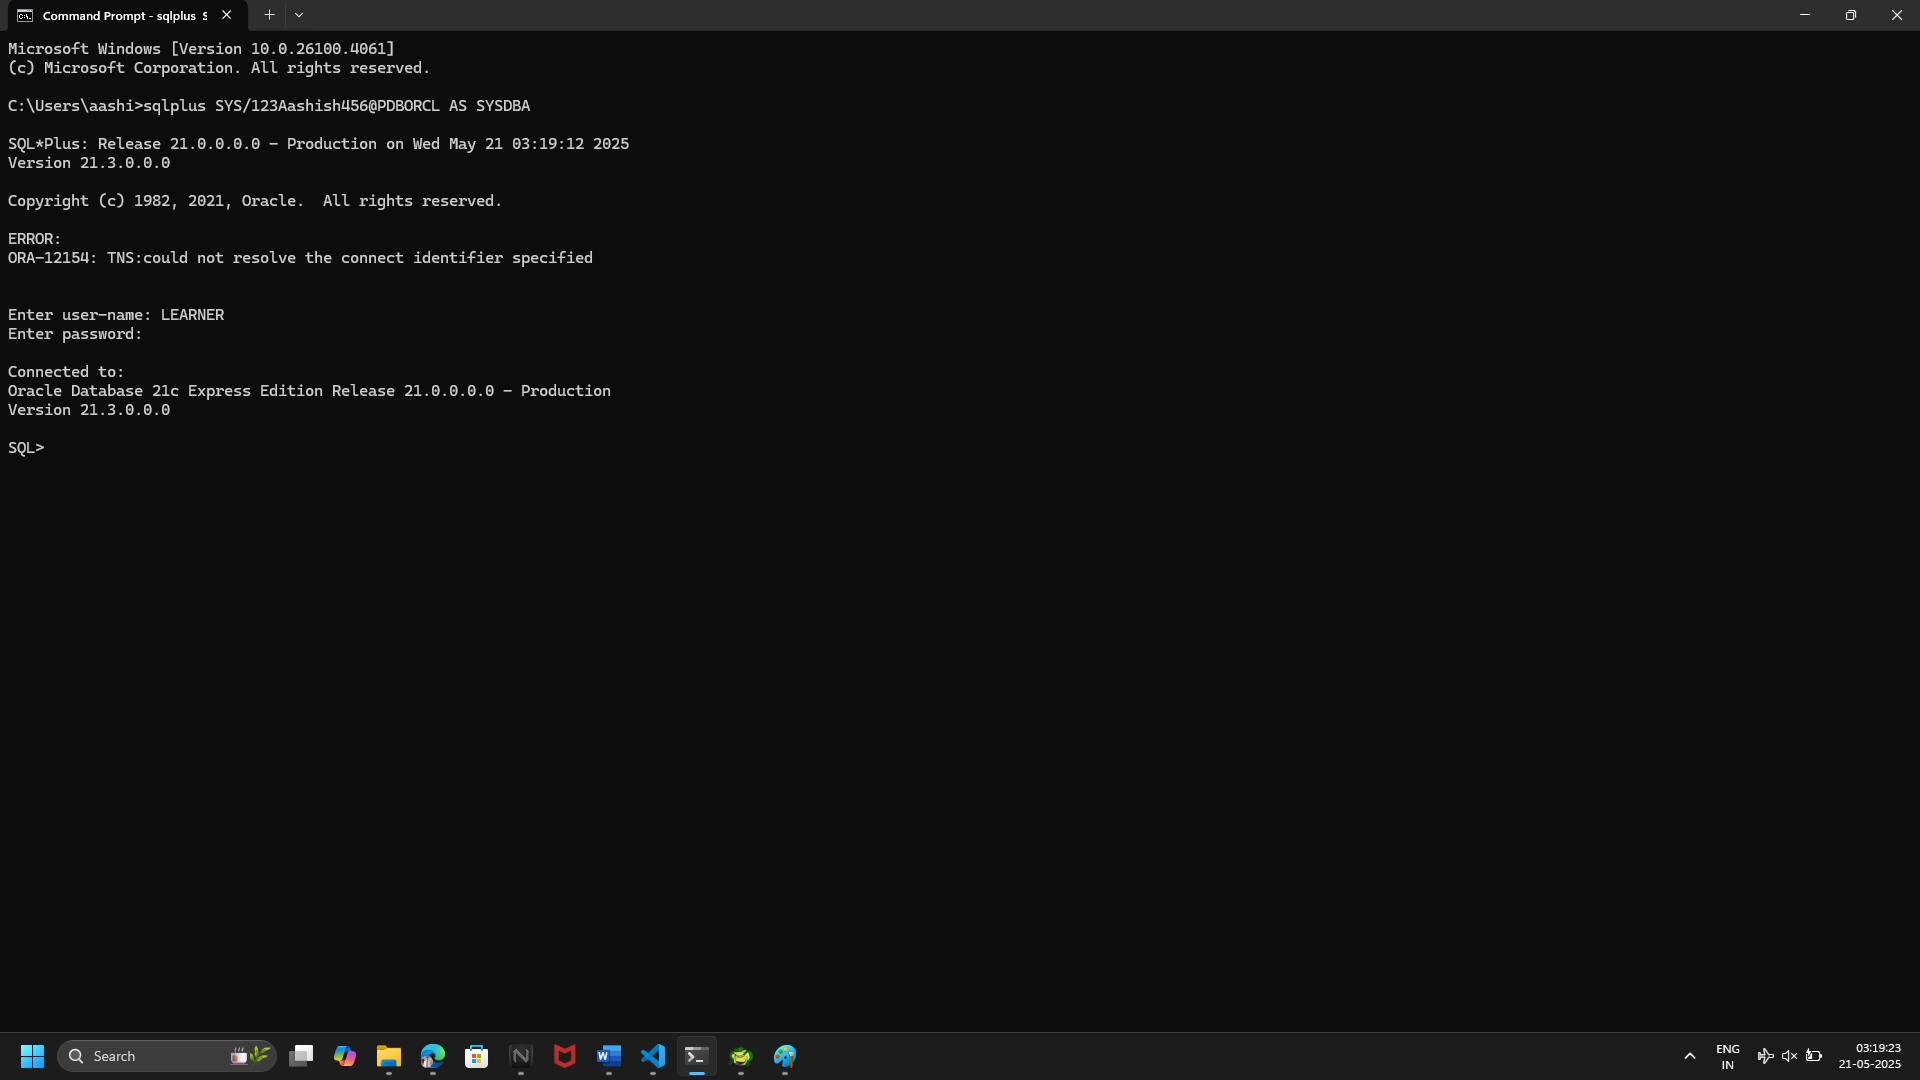 Command Prompt - sqlplus S
Microsoft Windows [Version 10.0.26100.4061]
(c) Microsoft Corporation. All rights reserved.
C:\Users\aashi>sqlplus SYS/123Aashish456@PDBORCL AS SYSDBA
SQL*Plus: Release 21.0.0.0.0 - Production on Wed May 21 03:19:12 2025
Version 21.3.0.0.0
Copyright (c) 1982, 2021, Oracle.  All rights reserved.
ERROR:
ORA-12154: TNS:could not resolve the connect identifier specified
Enter user-name: LEARNER
Enter password:
Connected to:
Oracle Database 21c Express Edition Release 21.0.0.0.0 - Production
Version 21.3.0.0.0
SQL>
Search
ENG
IN
03:19:23
21-05-2025